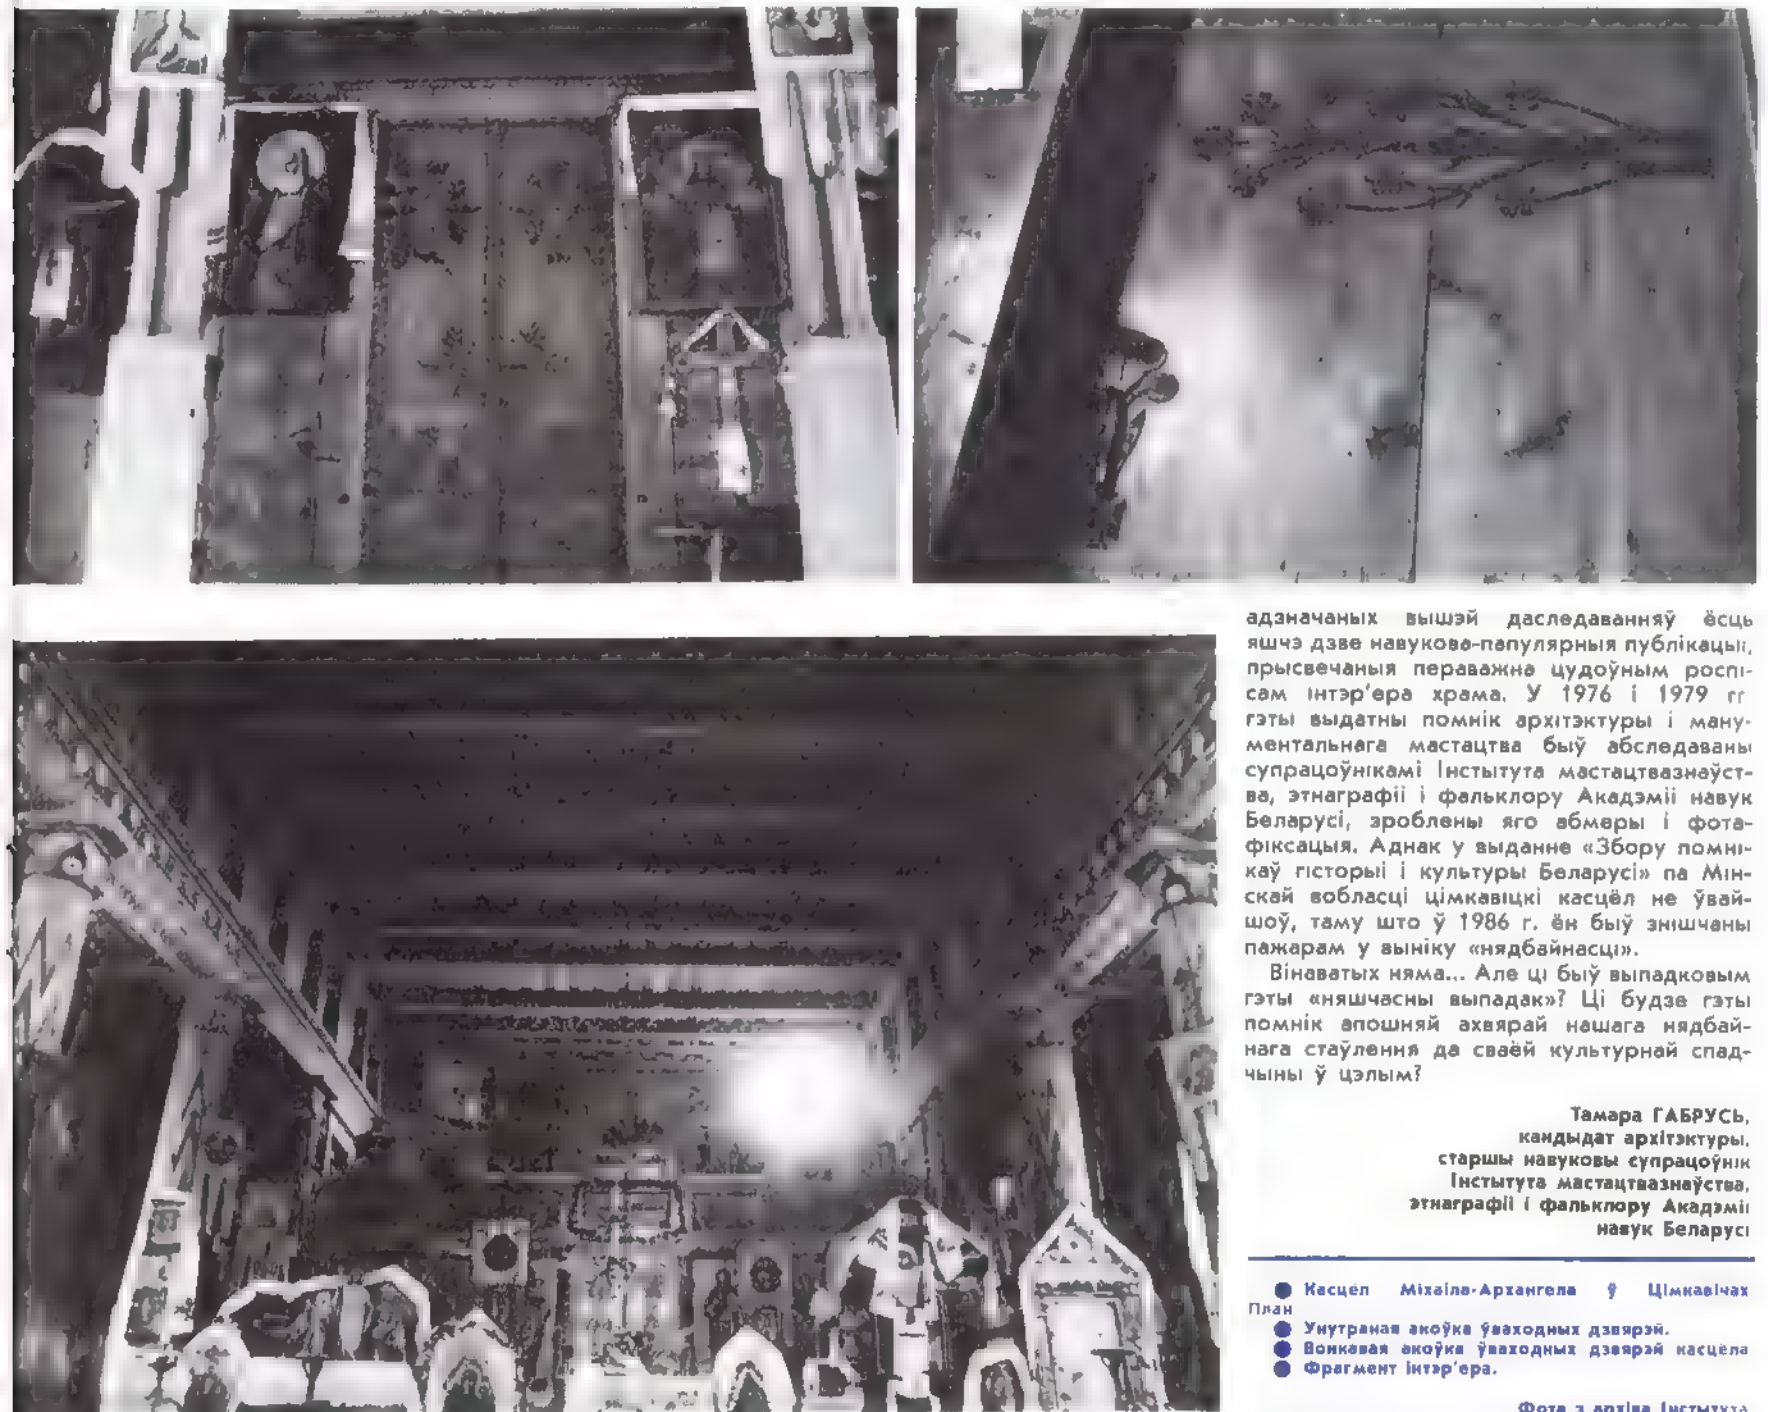 адзначаных вышэй даследаванняў ёсць
яшчэ дзве навукова-папулярныя публікацыі,
прысвечаныя пераважна цудоўным роспі-
сам інтэр'ера храма. У 1976 і 1979 гг
гэты выдатны помнік архітэктуры і ману-
ментальнага мастацтва быў абследаваны
супрацоўнікамі Інстытута мастацтвазнаўст-
ва, этнаграфіі і фальклору Акадэміі навук
Беларусі, зроблены яго абмеры і фота-
фіксацыя. Аднак у выданне «Збору помні-
каў гісторыі і культуры Беларусі» па Мін-
скай вобласці цімкавіцкі касцёл не ўвай-
шоў, таму што ў 1986 г. ён быў знішчаны
пажарам у выніку «нядбайнасці».
Вінаватых няма... Але ці быў выпадковым
гэты «няшчасны выпадак»? Ці будзе гэты
помнік апошняй ахвярай нашага нядбай-
нага стаўлення да сваёй культурнай спад-
чыны ў цэлым?
Тамара ГАБРУСЬ,
кандыдат архітэктуры,
старшы навуковы супрацоўнік
Інстытута мастацтвазнаўства,
этнаграфіі і фальклору Акадэміі
навук Беларусі
● Касцёл Міхаіла-Архангела ў Цімкавічах
План
● Унутраная акоўка ўваходных дзвярэй.
● Вонкавая акоўка ўваходных дзвярэй касцёла
● Фрагмент інтэр'ера.
Фота з архіва Інстытута